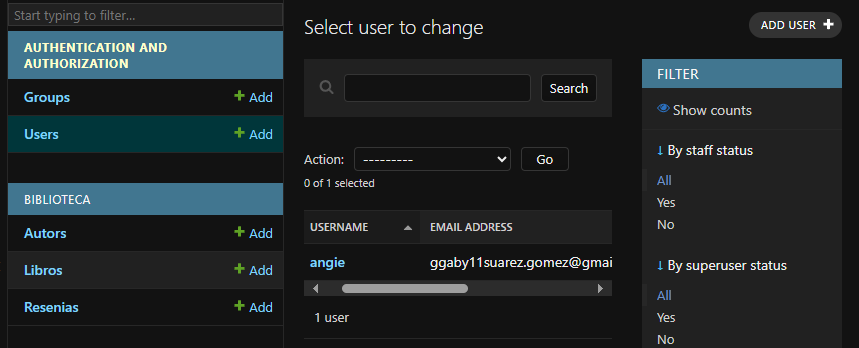 Start typing to filter...
AUTHENTICATION AND
AUTHORIZATION
Groups + Add
Users + Add
BIBLIOTECA
Autors + Add
Libros + Add
Resenias + Add
Select user to change
ADD USER +
Search
Action: --------- Go
0 of 1 selected
USERNAME EMAIL ADDRESS
angie ggaby11suarez.gomez@gmai
1 user
FILTER
Show counts
↓ By staff status
All
Yes
No
↓ By superuser status
All
Yes
No